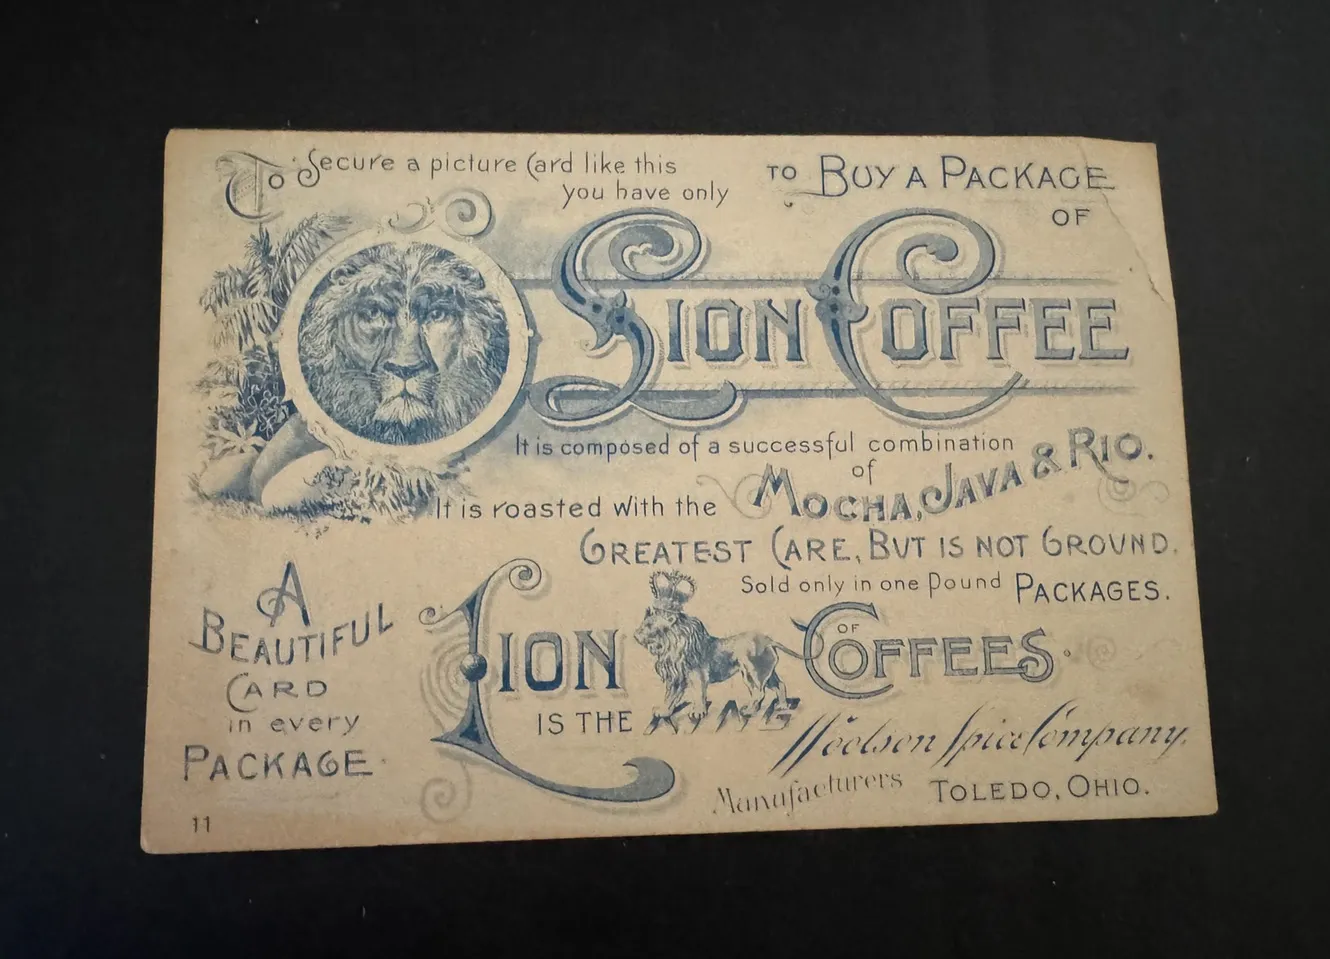 To Secure a picture Card like this
you have only
TO BUY A PACKAGE
OF
LION COFFEE
It is composed of a successful combination
of
MOCHA, JAVA & RIO.
It is roasted with the
GREATEST CARE, BUT IS NOT GROUND.
Sold only in one pound PACKAGES.
A
BEAUTIFUL
CARD
in every
PACKAGE.
LION
IS THE KING
OF
COFFEES.
Woolson Spice Company.
Manufacturers TOLEDO, OHIO.
11